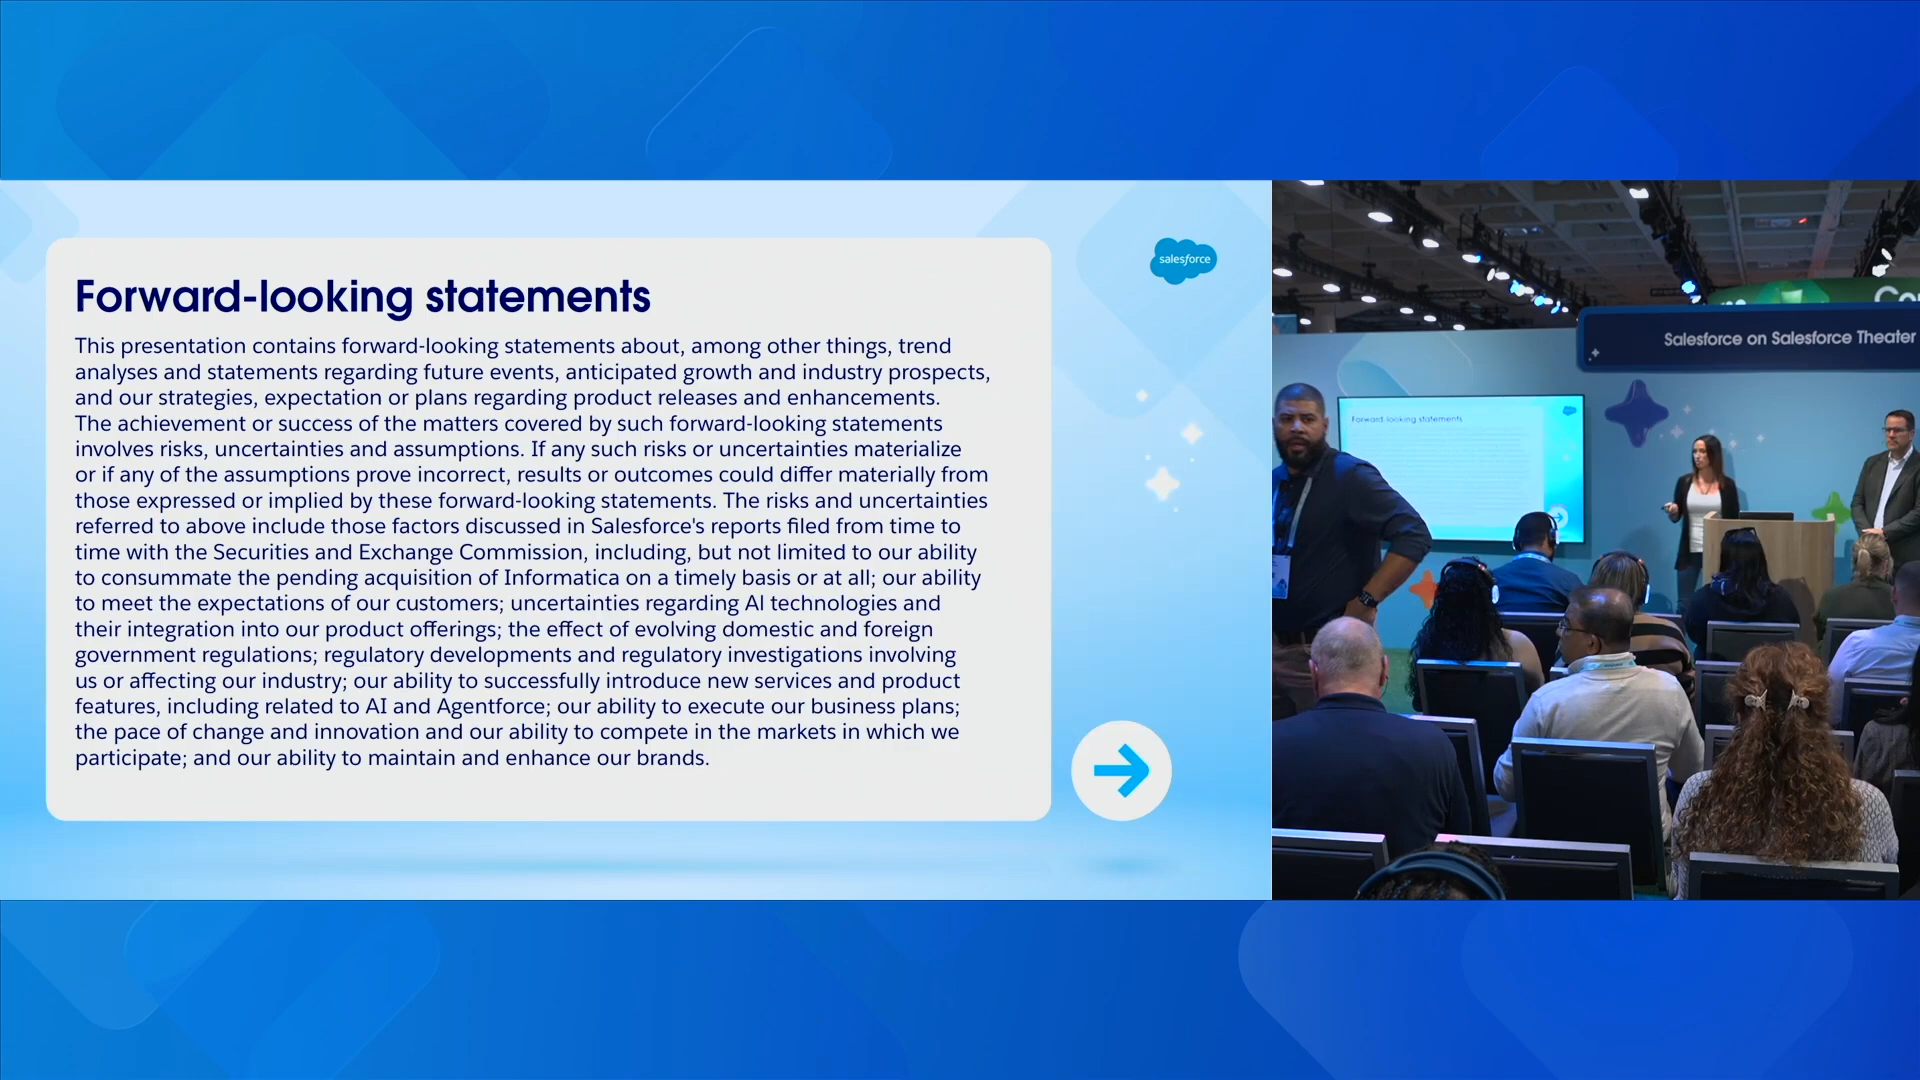 Forward-looking statements
This presentation contains forward-looking statements about, among other things, trend
analyses and statements regarding future events, anticipated growth and industry prospects,
and our strategies, expectation or plans regarding product releases and enhancements.
The achievement or success of the matters covered by such forward-looking statements
involves risks, uncertainties and assumptions. If any such risks or uncertainties materialize
or if any of the assumptions prove incorrect, results or outcomes could differ materially from
those expressed or implied by these forward-looking statements. The risks and uncertainties
referred to above include those factors discussed in Salesforce's reports filed from time to
time with the Securities and Exchange Commission, including, but not limited to our ability
to consummate the pending acquisition of Informatica on a timely basis or at all; our ability
to meet the expectations of our customers; uncertainties regarding AI technologies and
their integration into our product offerings; the effect of evolving domestic and foreign
government regulations; regulatory developments and regulatory investigations involving
us or affecting our industry; our ability to successfully introduce new services and product
features, including related to AI and Agentforce; our ability to execute our business plans;
the pace of change and innovation and our ability to compete in the markets in which we
participate; and our ability to maintain and enhance our brands.
salesforce
Salesforce on Salesforce Theater
Forward-looking statements